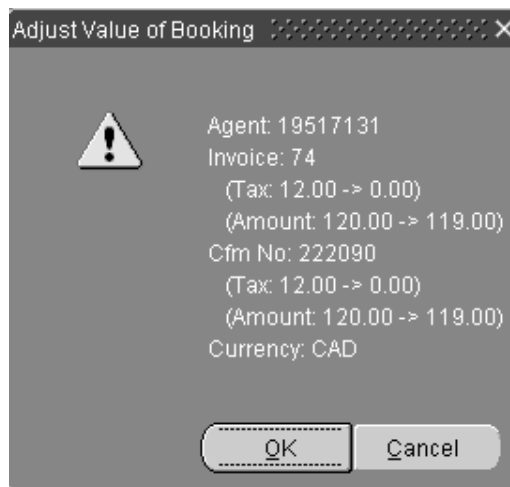 Adjust Value of Booking
Agent: 19517131
Invoice: 74
(Tax: 12.00 -> 0.00)
(Amount: 120.00 -> 119.00)
Cfm No: 222090
(Tax: 12.00 -> 0.00)
(Amount: 120.00 -> 119.00)
Currency: CAD
OK Cancel